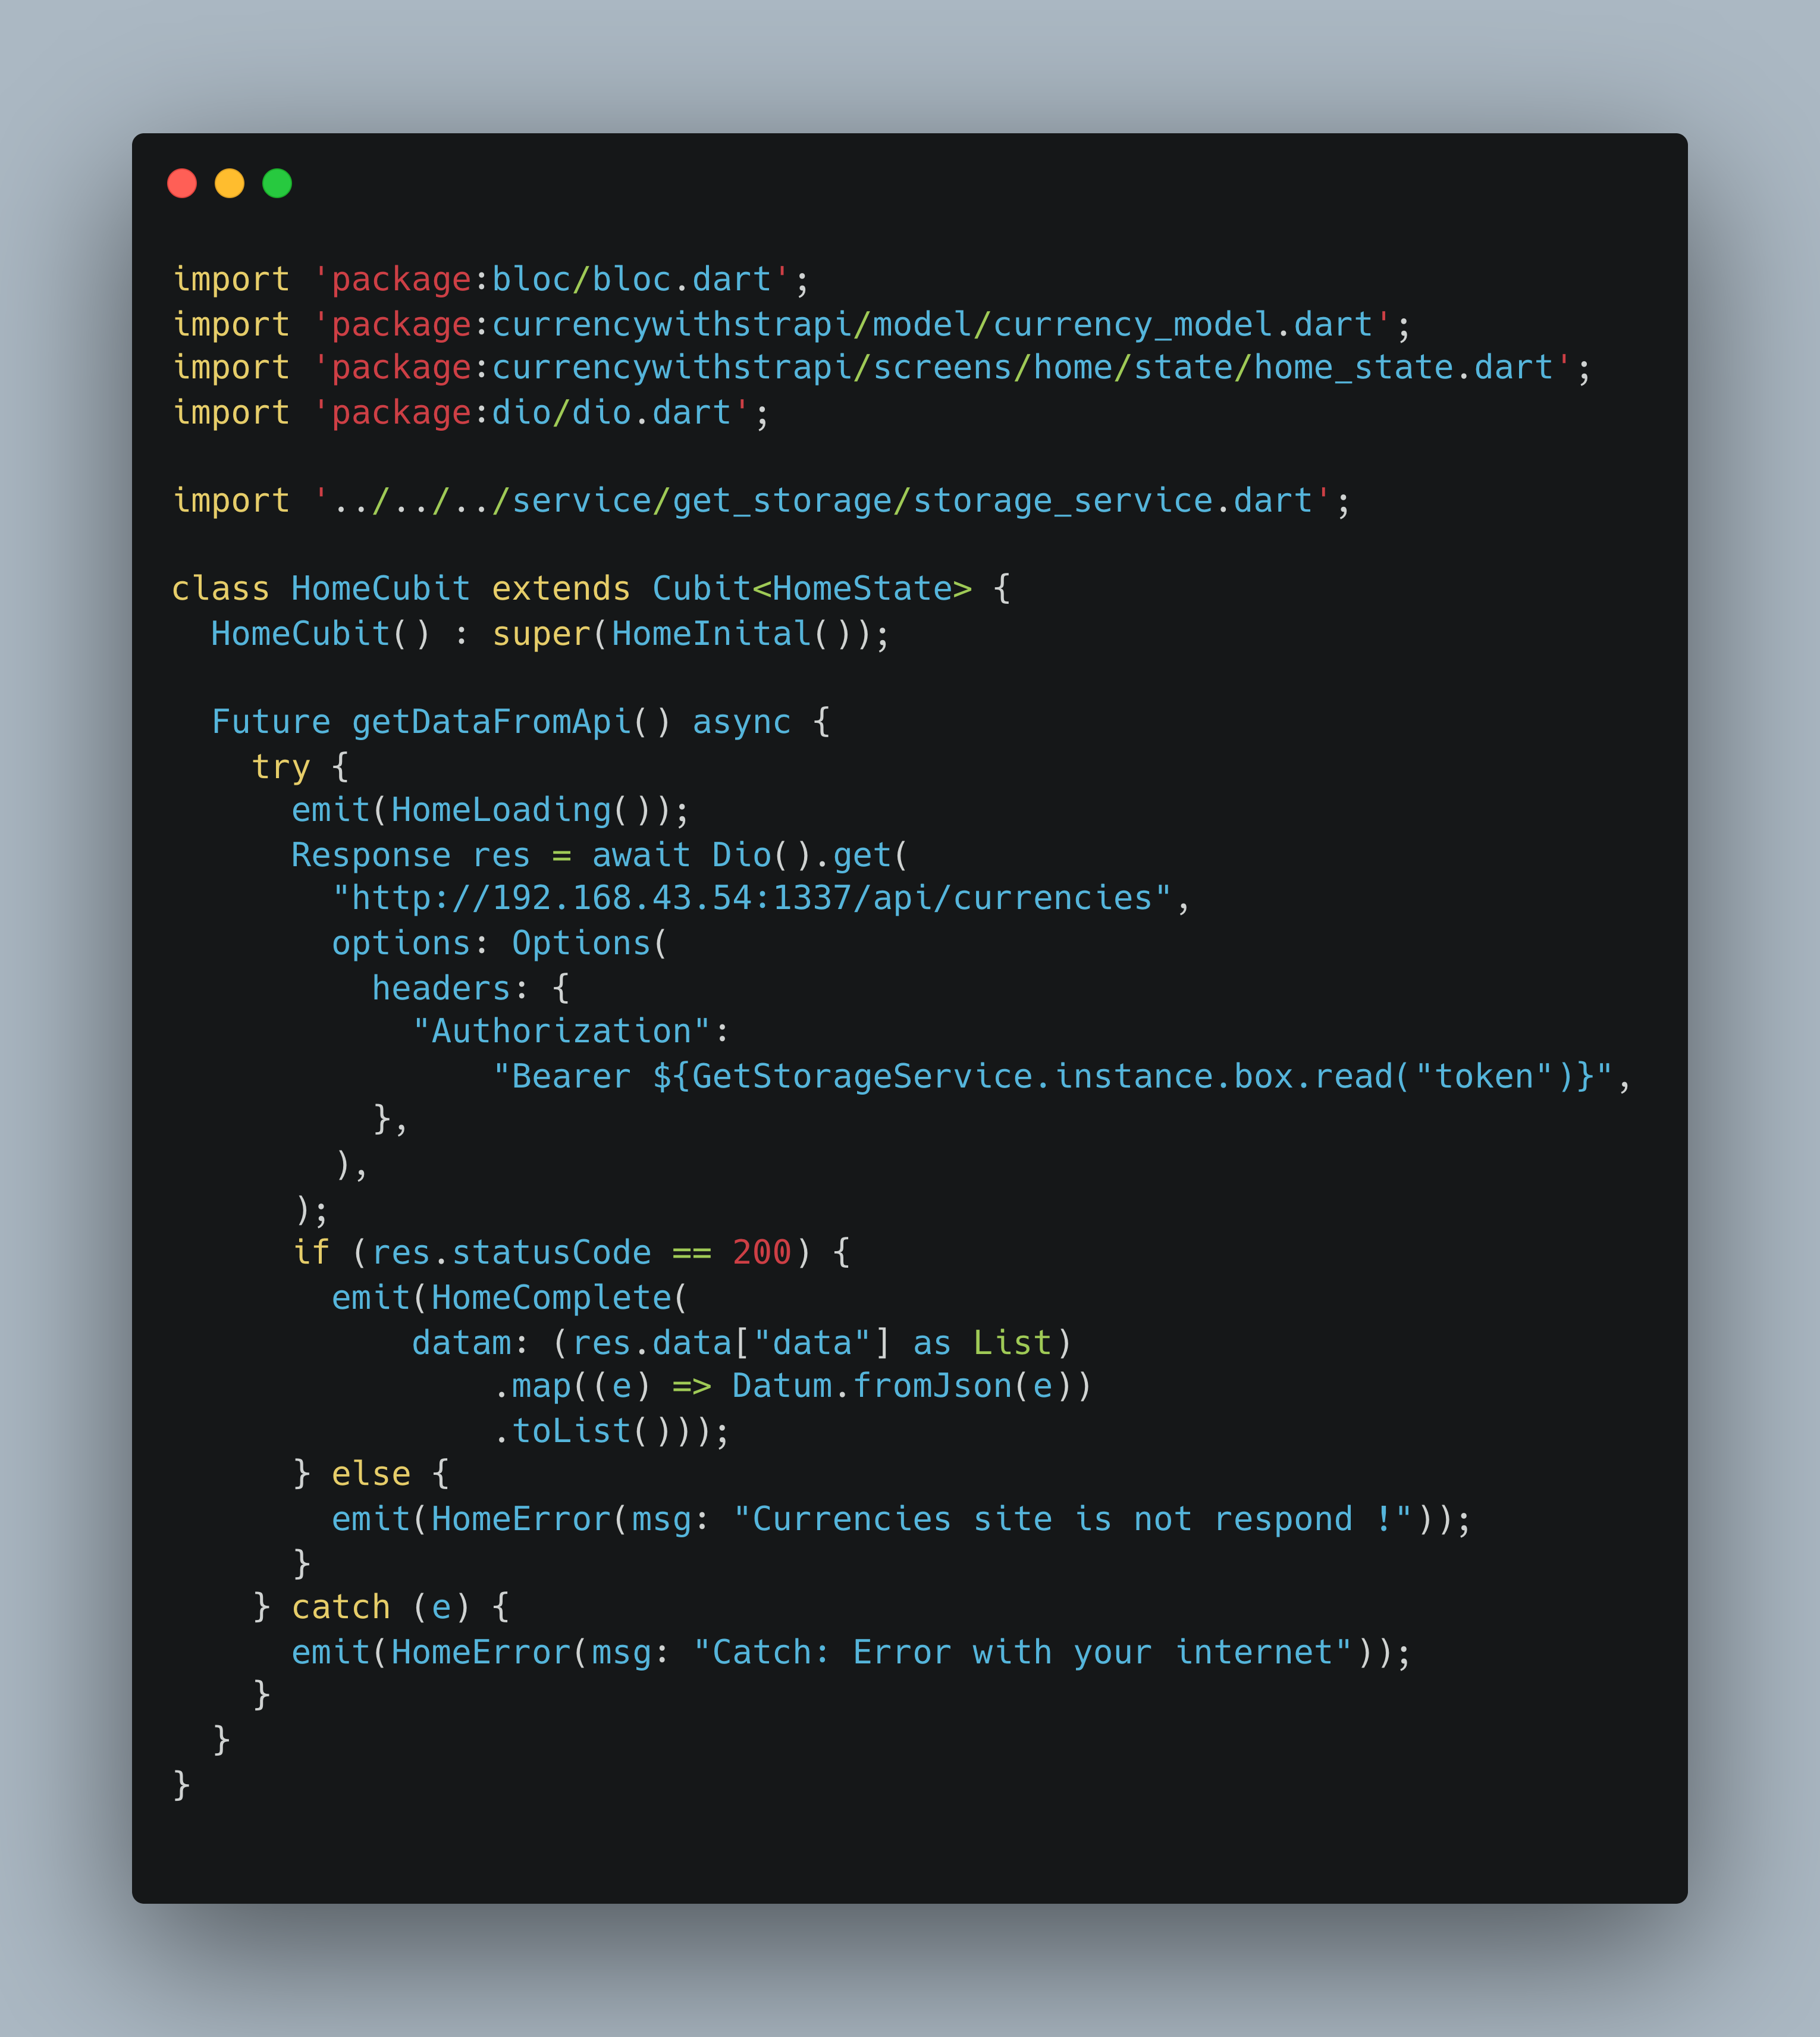 import 'package:bloc/bloc.dart';
import 'package:currencywithstrapi/model/currency_model.dart';
import 'package:currencywithstrapi/screens/home/state/home_state.dart';
import 'package:dio/dio.dart';

import '../../../service/get_storage/storage_service.dart';

class HomeCubit extends Cubit<HomeState> {
  HomeCubit() : super(HomeInital());

  Future getDataFromApi() async {
    try {
      emit(HomeLoading());
      Response res = await Dio().get(
        "http://192.168.43.54:1337/api/currencies",
        options: Options(
          headers: {
            "Authorization":
                "Bearer ${GetStorageService.instance.box.read("token")}",
          },
        ),
      );
      if (res.statusCode == 200) {
        emit(HomeComplete(
            datam: (res.data["data"] as List)
                .map((e) => Datum.fromJson(e))
                .toList()));
      } else {
        emit(HomeError(msg: "Currencies site is not respond !"));
      }
    } catch (e) {
      emit(HomeError(msg: "Catch: Error with your internet"));
    }
  }
}